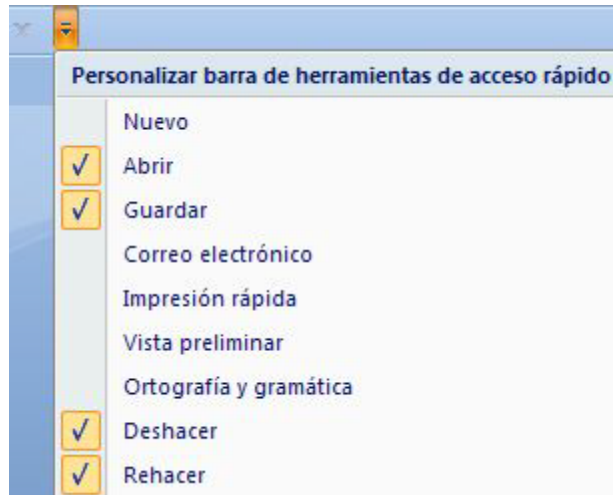 Personalizar barra de herramientas de acceso rápido
Nuevo
Abrir
Guardar
Correo electrónico
Impresión rápida
Vista preliminar
Ortografía y gramática
Deshacer
Rehacer